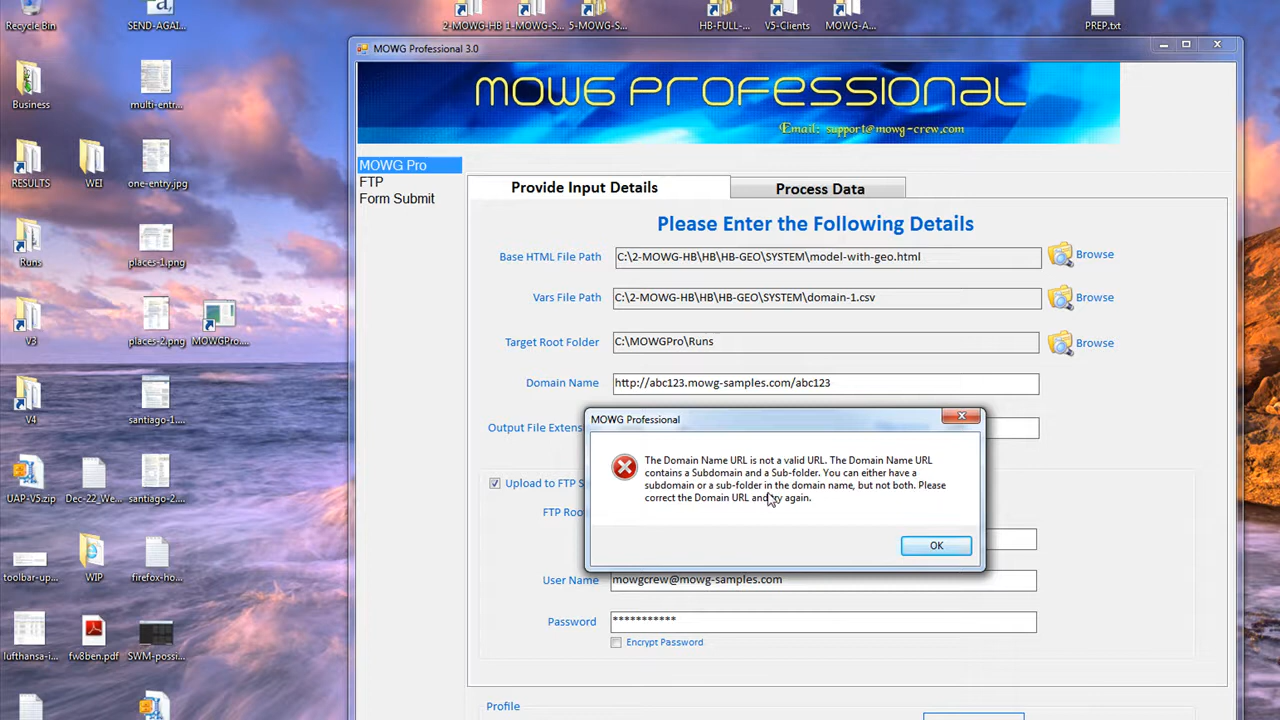 Recycle Bin
SEND-AGAI...
2-MOWG-HB
1-MOWG-S...
5-MOWG-S...
HB-FULL-...
V5-Clients
MOWG-A...
PREP.txt
MOWG Professional 3.0
MOWG PROFESSIONAL
Email: support@mowg-crew.com
Business
multi-entr...
RESULTS
WEI
one-entry.jpg
Runs
places-1.png
V3
places-2.png
MOWGPro....
V4
santiago-1....
UAP-V5.zip
Dec-22_We...
santiago-2....
toolbar-up...
WIP
firefox-ho...
lufthansa-i...
fw8ben.pdf
SWM-possi...
MOWG Pro
FTP
Form Submit
Provide Input Details
Process Data
Please Enter the Following Details
Base HTML File Path
C:\2-MOWG-HB\HB\HB-GEO\SYSTEM\model-with-geo.html
Browse
Vars File Path
C:\2-MOWG-HB\HB\HB-GEO\SYSTEM\domain-1.csv
Browse
Target Root Folder
C:\MOWGPro\Runs
Browse
Domain Name
http://abc123.mowg-samples.com/abc123
Output File Extens
Upload to FTP S
FTP Roo
MOWG Professional
The Domain Name URL is not a valid URL. The Domain Name URL
contains a Subdomain and a Sub-folder. You can either have a
subdomain or a sub-folder in the domain name, but not both. Please
correct the Domain URL and try again.
OK
User Name
mowgcrew@mowg-samples.com
Password
***********
Encrypt Password
Profile